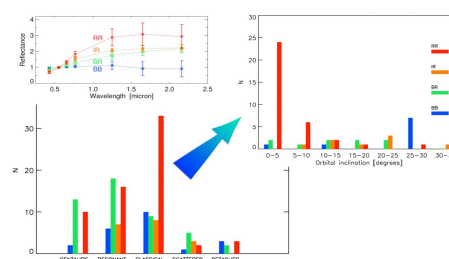 4
3
2
1
Reflectance
RR
IR
BR
BB
0.5
1.0
1.5
2.0
2.5
Wavelength [micron]
30
25
20
15
10
5
0
N
RR
IR
BR
BB
0-5
5-10
10-15
15-20
20-25
25-30
Orbital inclination [degrees]
30
20
10
0
N
CENTAURS
RESONANT
CLASSICAL
SCATTERED
DETACHED